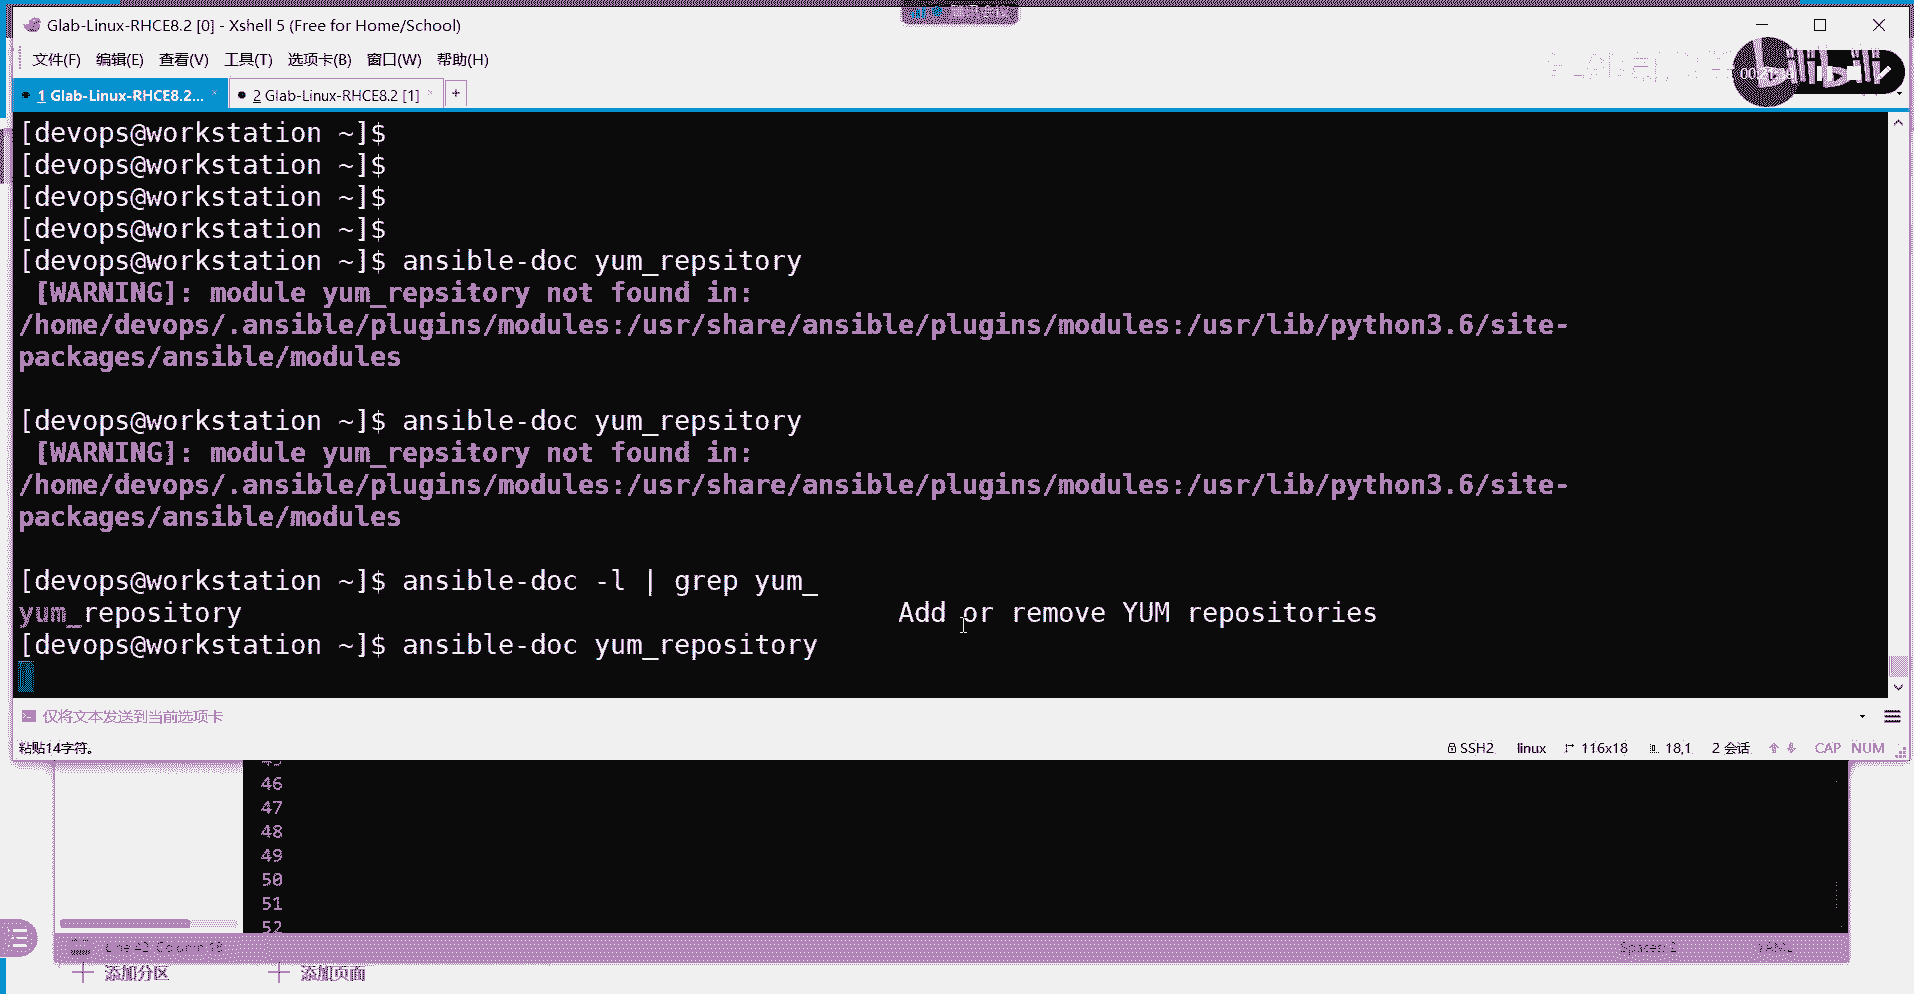 Glab-Linux-RHCE8.2 [0] - Xshell 5 (Free for Home/School)
文件(F) 编辑(E) 查看(V) 工具(T) 选项卡(B) 窗口(W) 帮助(H)
1 Glab-Linux-RHCE8.2... 2 Glab-Linux-RHCE8.2 [1] +
[devops@workstation ~]$
[devops@workstation ~]$
[devops@workstation ~]$
[devops@workstation ~]$
[devops@workstation ~]$ ansible-doc yum_repsitory
[WARNING]: module yum_repsitory not found in:
/home/devops/.ansible/plugins/modules:/usr/share/ansible/plugins/modules:/usr/lib/python3.6/site-
packages/ansible/modules
[devops@workstation ~]$ ansible-doc yum_repsitory
[WARNING]: module yum_repsitory not found in:
/home/devops/.ansible/plugins/modules:/usr/share/ansible/plugins/modules:/usr/lib/python3.6/site-
packages/ansible/modules
[devops@workstation ~]$ ansible-doc -l | grep yum_
yum_repository Add or remove YUM repositories
[devops@workstation ~]$ ansible-doc yum_repository
仅将文本发送到当前选项卡
粘贴14字符。 SSH2 linux 116x18 18,1 2 会话 CAP NUM
46
47
48
49
50
51
52
Spaces: 2 YAML
添加分区 添加页面